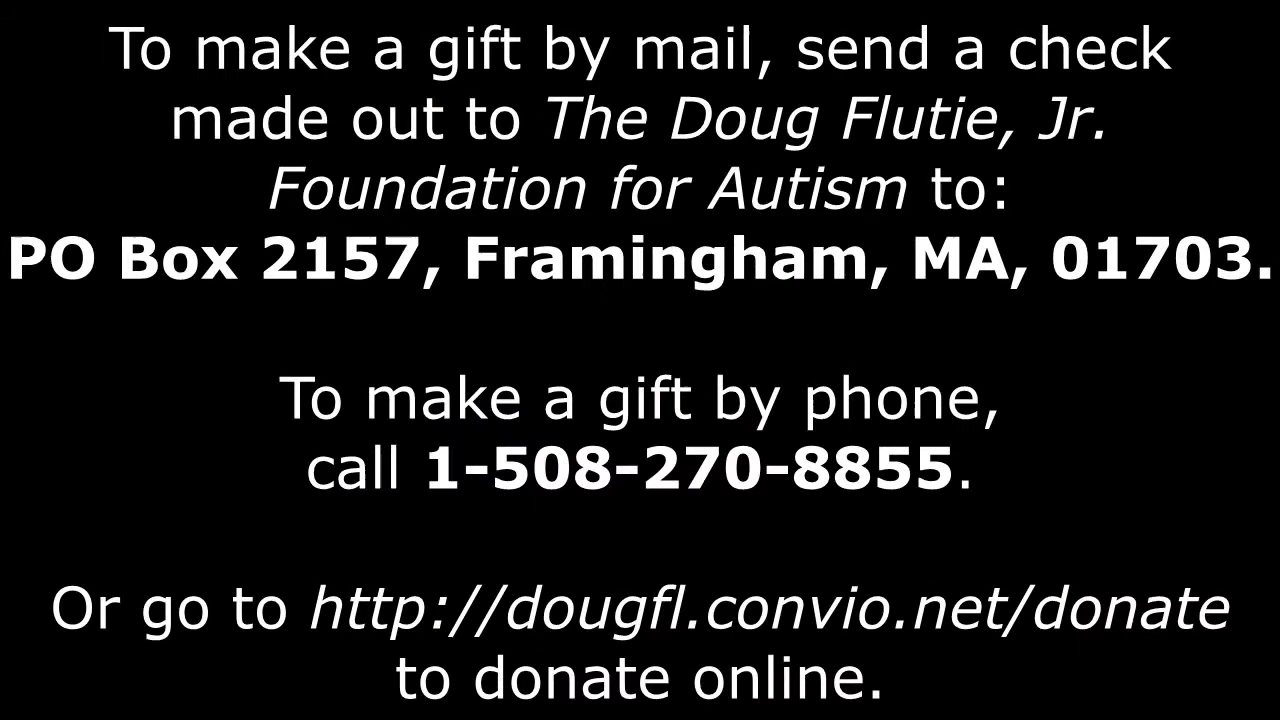 To make a gift by mail, send a check
made out to The Doug Flutie, Jr.
Foundation for Autism to:
PO Box 2157, Framingham, MA, 01703.
To make a gift by phone,
call 1-508-270-8855.
Or go to http://dougfl.convio.net/donate
to donate online.